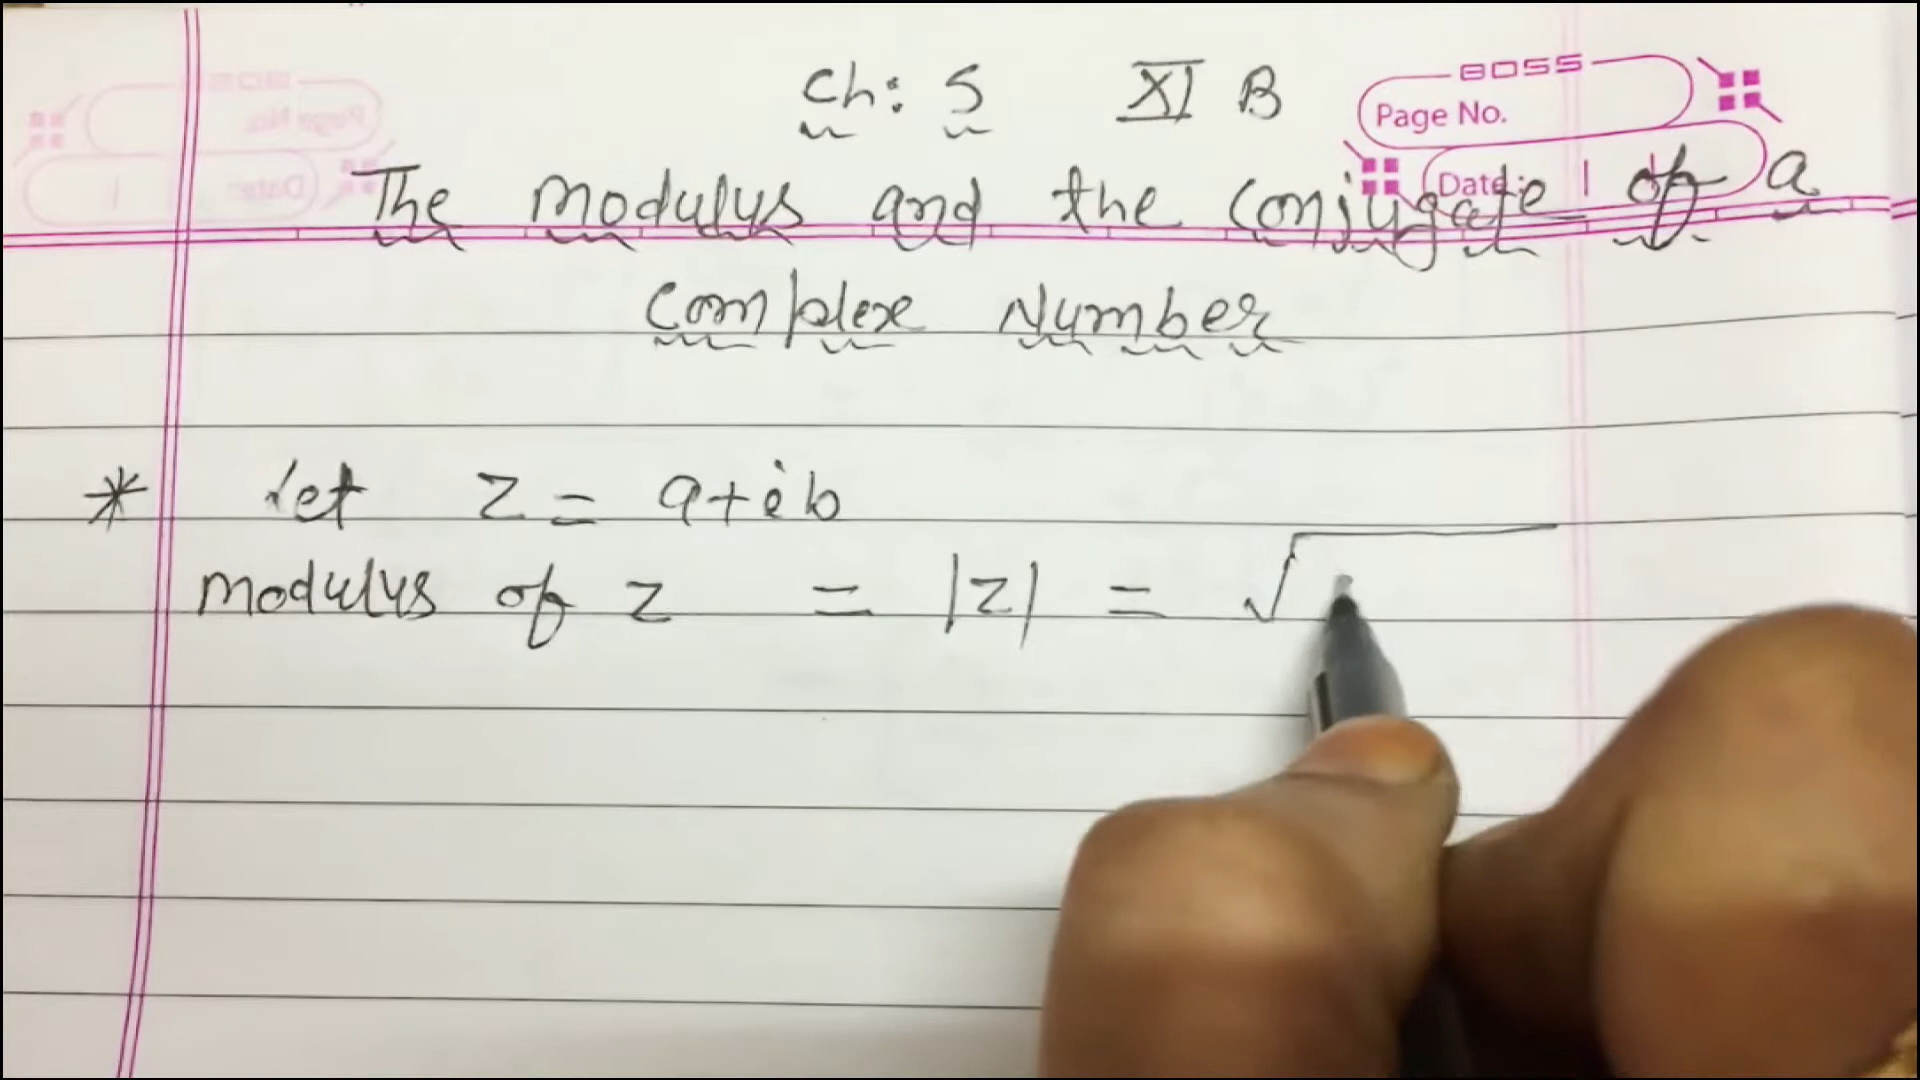 Ch: 5 XI B
BOSS
Page No.
Date:
The modulus and the conjugate of a
complex Number
* Let z = a+ib
modulus of z = |z| = √